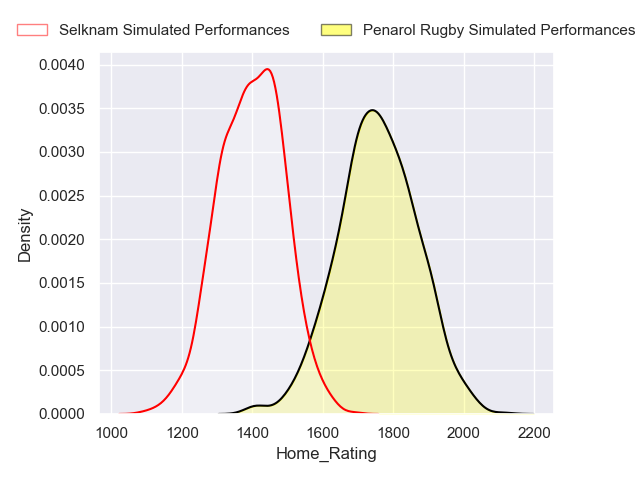 Selknam Simulated Performances Penarol Rugby Simulated Performances
0.0040
0.0035
0.0030
0.0025
0.0020
0.0015
0.0010
0.0005
0.0000
Density
1000 1200 1400 1600 1800 2000 2200
Home_Rating